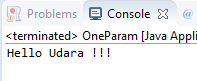 Problems Console @
<terminated> OneParam [Java Appli
Hello Udara !!!